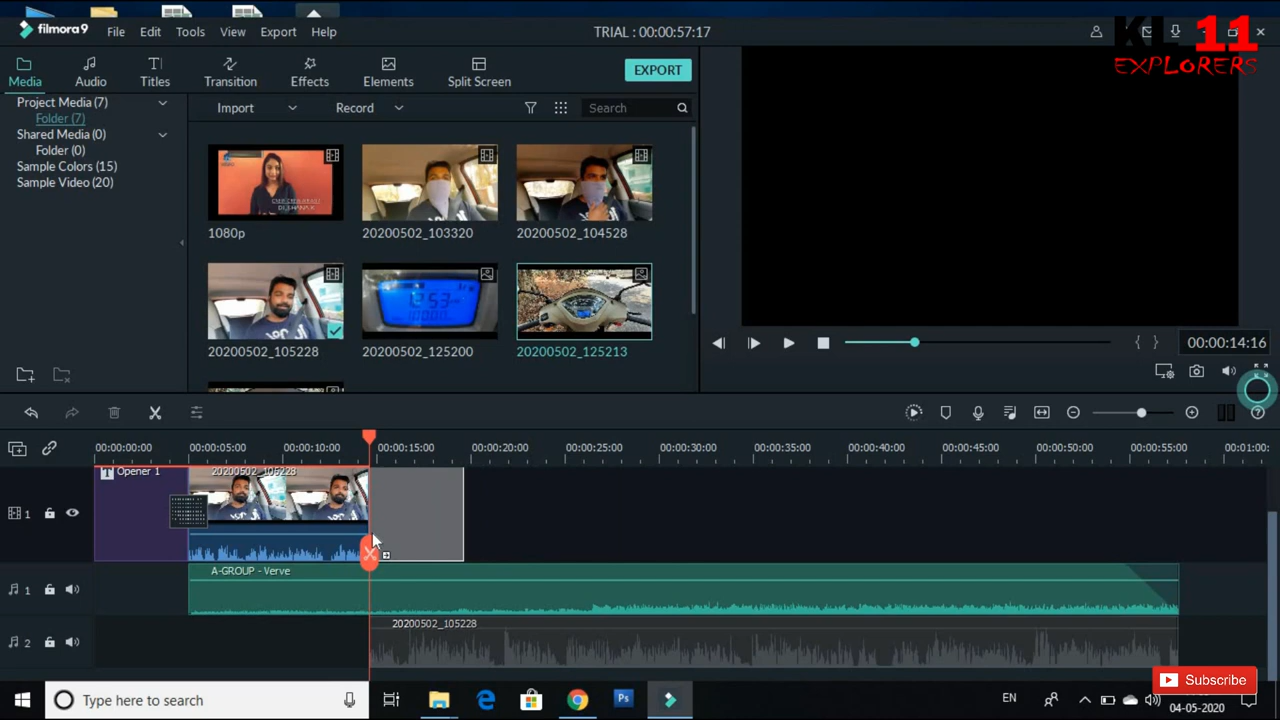 filmora 9
File
Edit
Tools
View
Export
Help
TRIAL : 00:00:57:17
KL 11
EXPLORERS
Media
Audio
Titles
Transition
Effects
Elements
Split Screen
EXPORT
Project Media (7)
Folder (7)
Shared Media (0)
Folder (0)
Sample Colors (15)
Sample Video (20)
Import
Record
Search
1080p
20200502_103320
20200502_104528
20200502_105228
20200502_125200
20200502_125213
00:00:14:16
00:00:00:00
00:00:05:00
00:00:10:00
00:00:15:00
00:00:20:00
00:00:25:00
00:00:30:00
00:00:35:00
00:00:40:00
00:00:45:00
00:00:50:00
00:00:55:00
00:01:00:
T Opener 1
20200502_105228
1
A-GROUP - Verve
1
20200502_105228
2
Subscribe
Type here to search
Ps
EN
04-05-2020